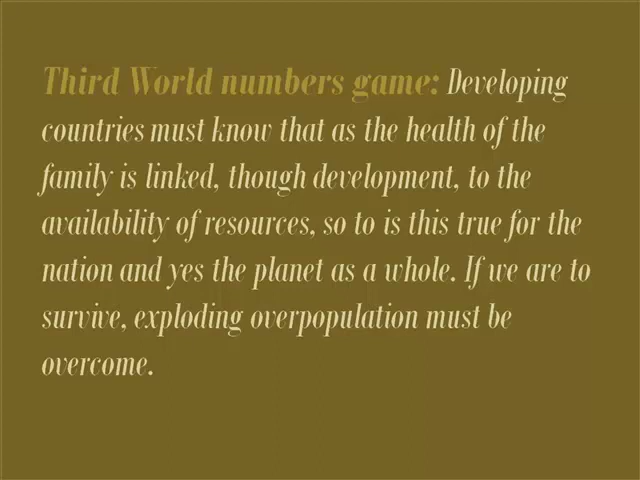 Third World numbers game: Developing
countries must know that as the health of the
family is linked, though development, to the
availability of resources, so to is this true for the
nation and yes the planet as a whole. If we are to
survive, exploding overpopulation must be
overcome.